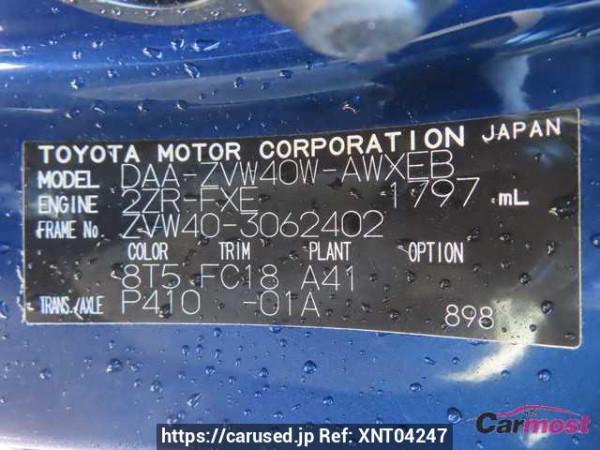 TOYOTA MOTOR CORPORATION JAPAN
MODEL DAA-ZVW40W-AWXEB
ENGINE 2ZR-FXE 1797 mL
FRAME No. ZVW40-3062402
COLOR TRIM PLANT OPTION
8T5 FC18 A41
TRANS./AXLE P410 -01A 898
Carmost
https://carused.jp Ref: XNT04247